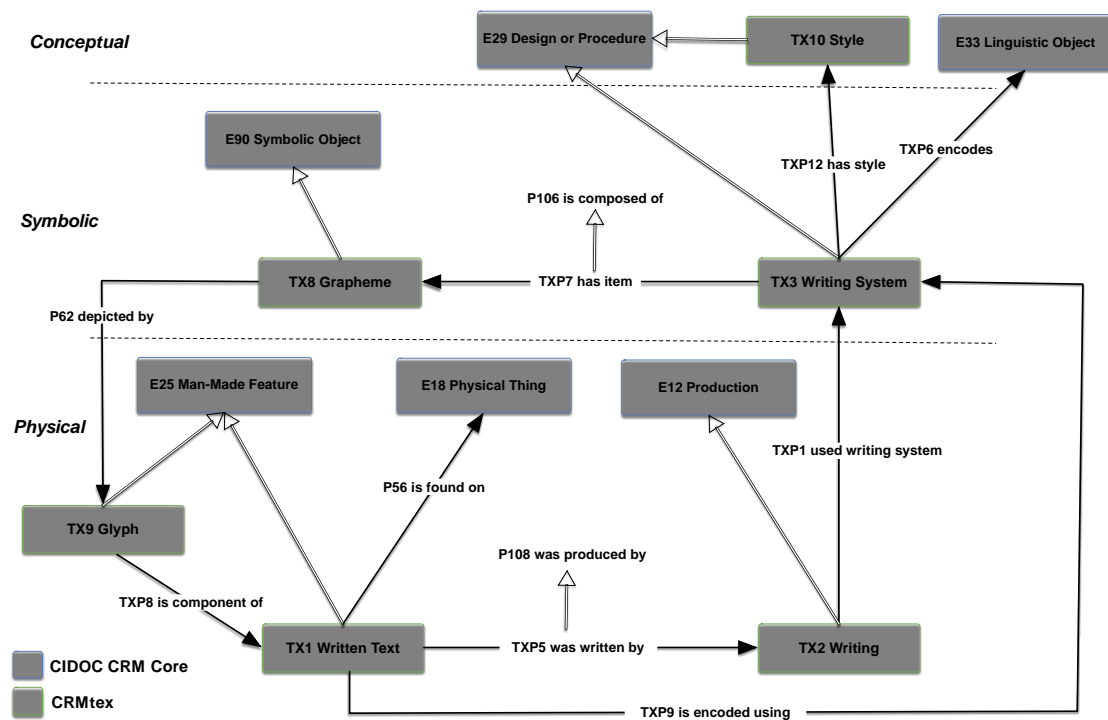 Conceptual
E29 Design or Procedure
TX10 Style
E33 Linguistic Object
E90 Symbolic Object
TXP12 has style
TXP6 encodes
P106 is composed of
Symbolic
TX8 Grapheme
TXP7 has item
TX3 Writing System
P62 depicted by
E25 Man-Made Feature
E18 Physical Thing
E12 Production
Physical
TXP1 used writing system
P56 is found on
TX9 Glyph
P108 was produced by
TXP8 is component of
TX1 Written Text
TXP5 was written by
TX2 Writing
CIDOC CRM Core
CRMtex
TXP9 is encoded using